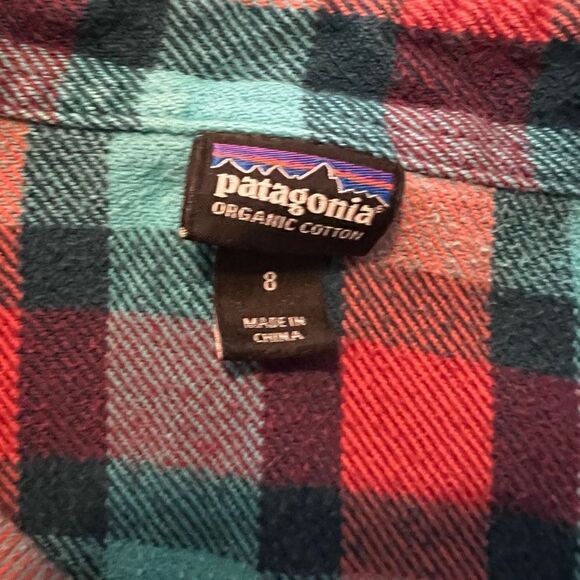 patagonia
ORGANIC COTTON
8
MADE IN
CHINA